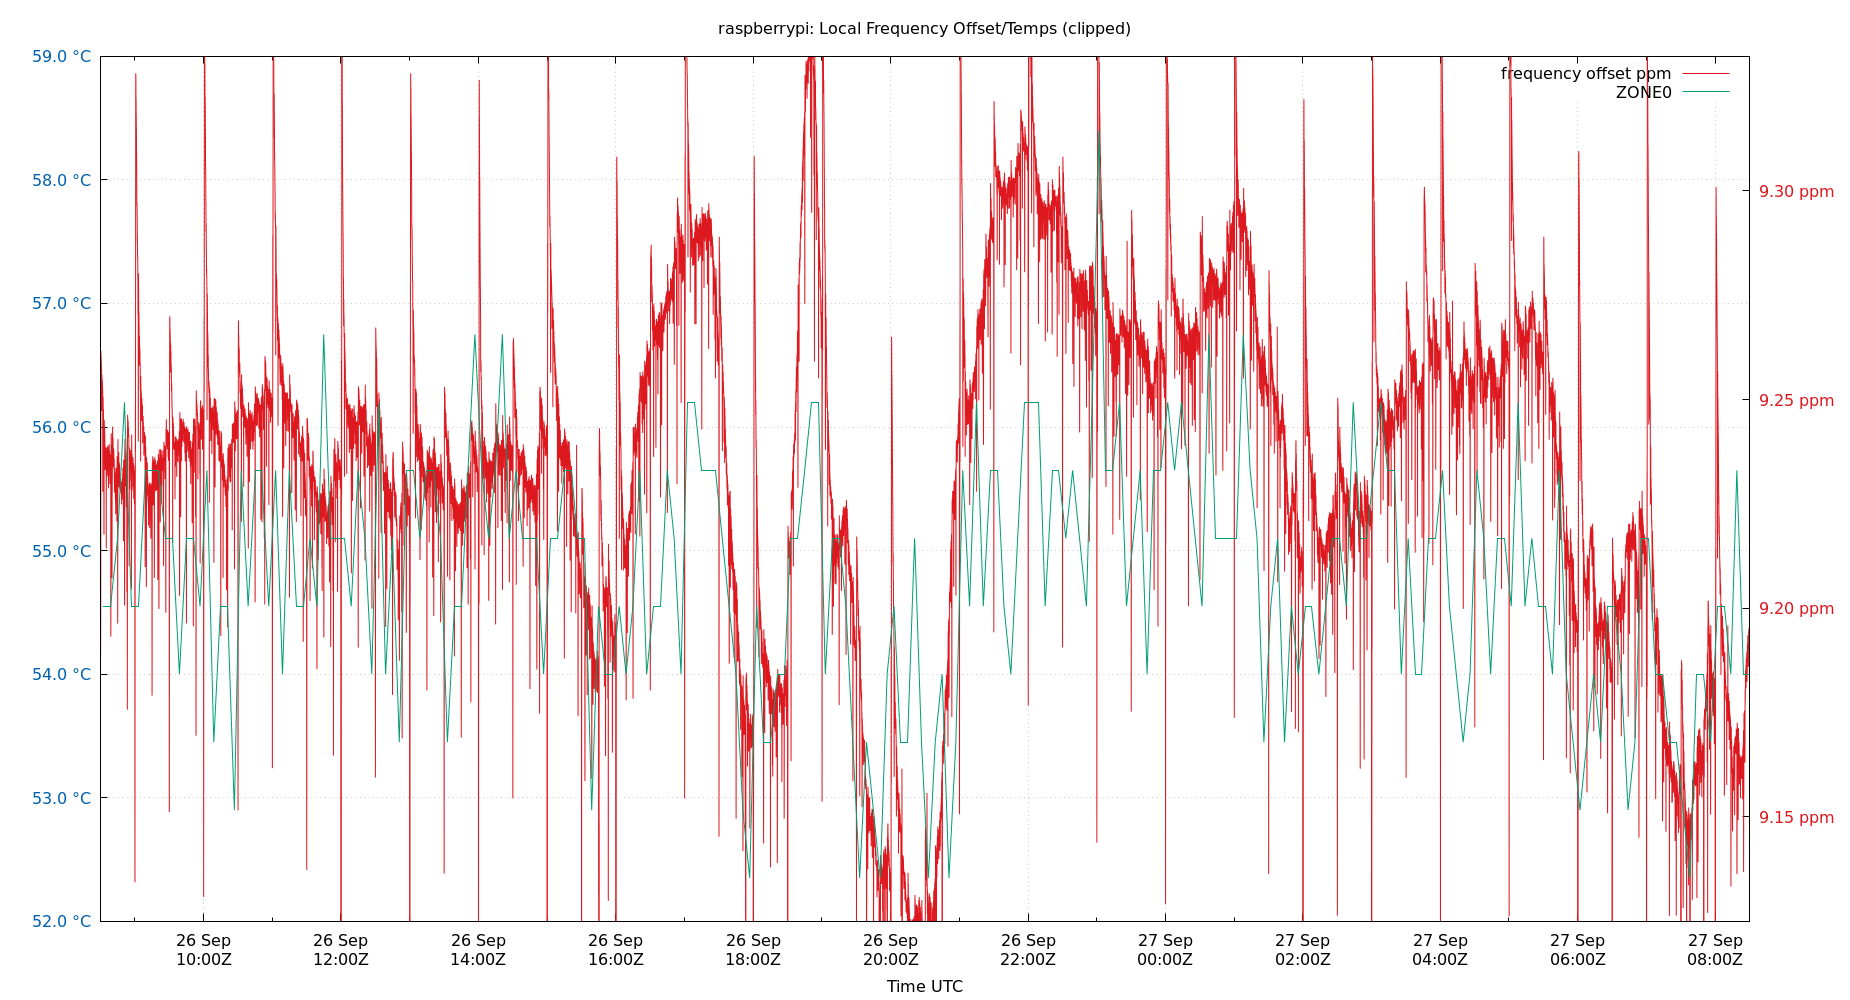 raspberrypi: Local Frequency Offset/Temps (clipped)
59.0 °C
58.0 °C
57.0 °C
56.0 °C
55.0 °C
54.0 °C
53.0 °C
52.0 °C
frequency offset ppm
ZONE0
9.30 ppm
9.25 ppm
9.20 ppm
9.15 ppm
26 Sep 26 Sep 26 Sep 26 Sep 26 Sep 26 Sep 26 Sep 27 Sep 27 Sep 27 Sep 27 Sep 27 Sep
10:00Z 12:00Z 14:00Z 16:00Z 18:00Z 20:00Z 22:00Z 00:00Z 02:00Z 04:00Z 06:00Z 08:00Z
Time UTC